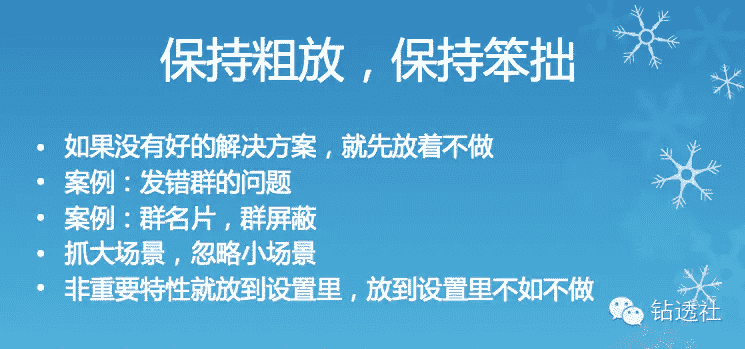 保持粗放，保持笨拙
• 如果没有好的解决方案，就先放着不做
• 案例：发错群的问题
• 案例：群名片，群屏蔽
• 抓大场景，忽略小场景
• 非重要特性就放到设置里，放到设置里不如不做
钻透社